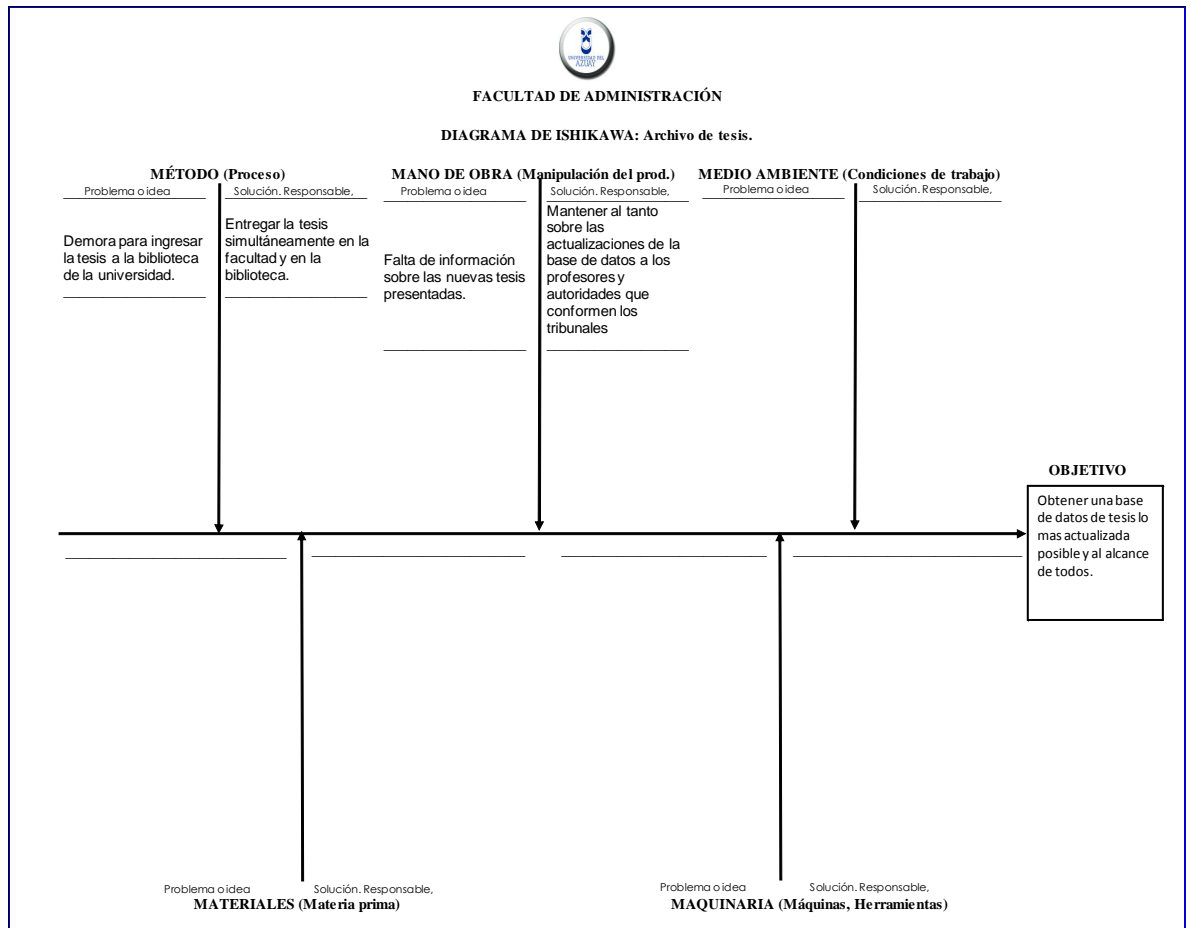 UNIVERSIDAD DEL
AZUAY
FACULTAD DE ADMINISTRACIÓN
DIAGRAMA DE ISHIKAWA: Archivo de tesis.
MÉTODO (Proceso)
Problema o idea
Solución. Responsable,
Demora para ingresar
la tesis a la biblioteca
de la universidad.
Entregar la tesis
simultáneamente en la
facultad y en la
biblioteca.
MANO DE OBRA (Manipulación del prod.)
Problema o idea
Solución. Responsable,
Falta de información
sobre las nuevas tesis
presentadas.
Mantener al tanto
sobre las
actualizaciones de la
base de datos a los
profesores y
autoridades que
conformen los
tribunales
MEDIO AMBIENTE (Condiciones de trabajo)
Problema o idea
Solución. Responsable,
OBJETIVO
Obtener una base
de datos de tesis lo
mas actualizada
posible y al alcance
de todos.
Problema o idea
Solución. Responsable,
MATERIALES (Materia prima)
Problema o idea
Solución. Responsable,
MAQUINARIA (Máquinas, Herramientas)